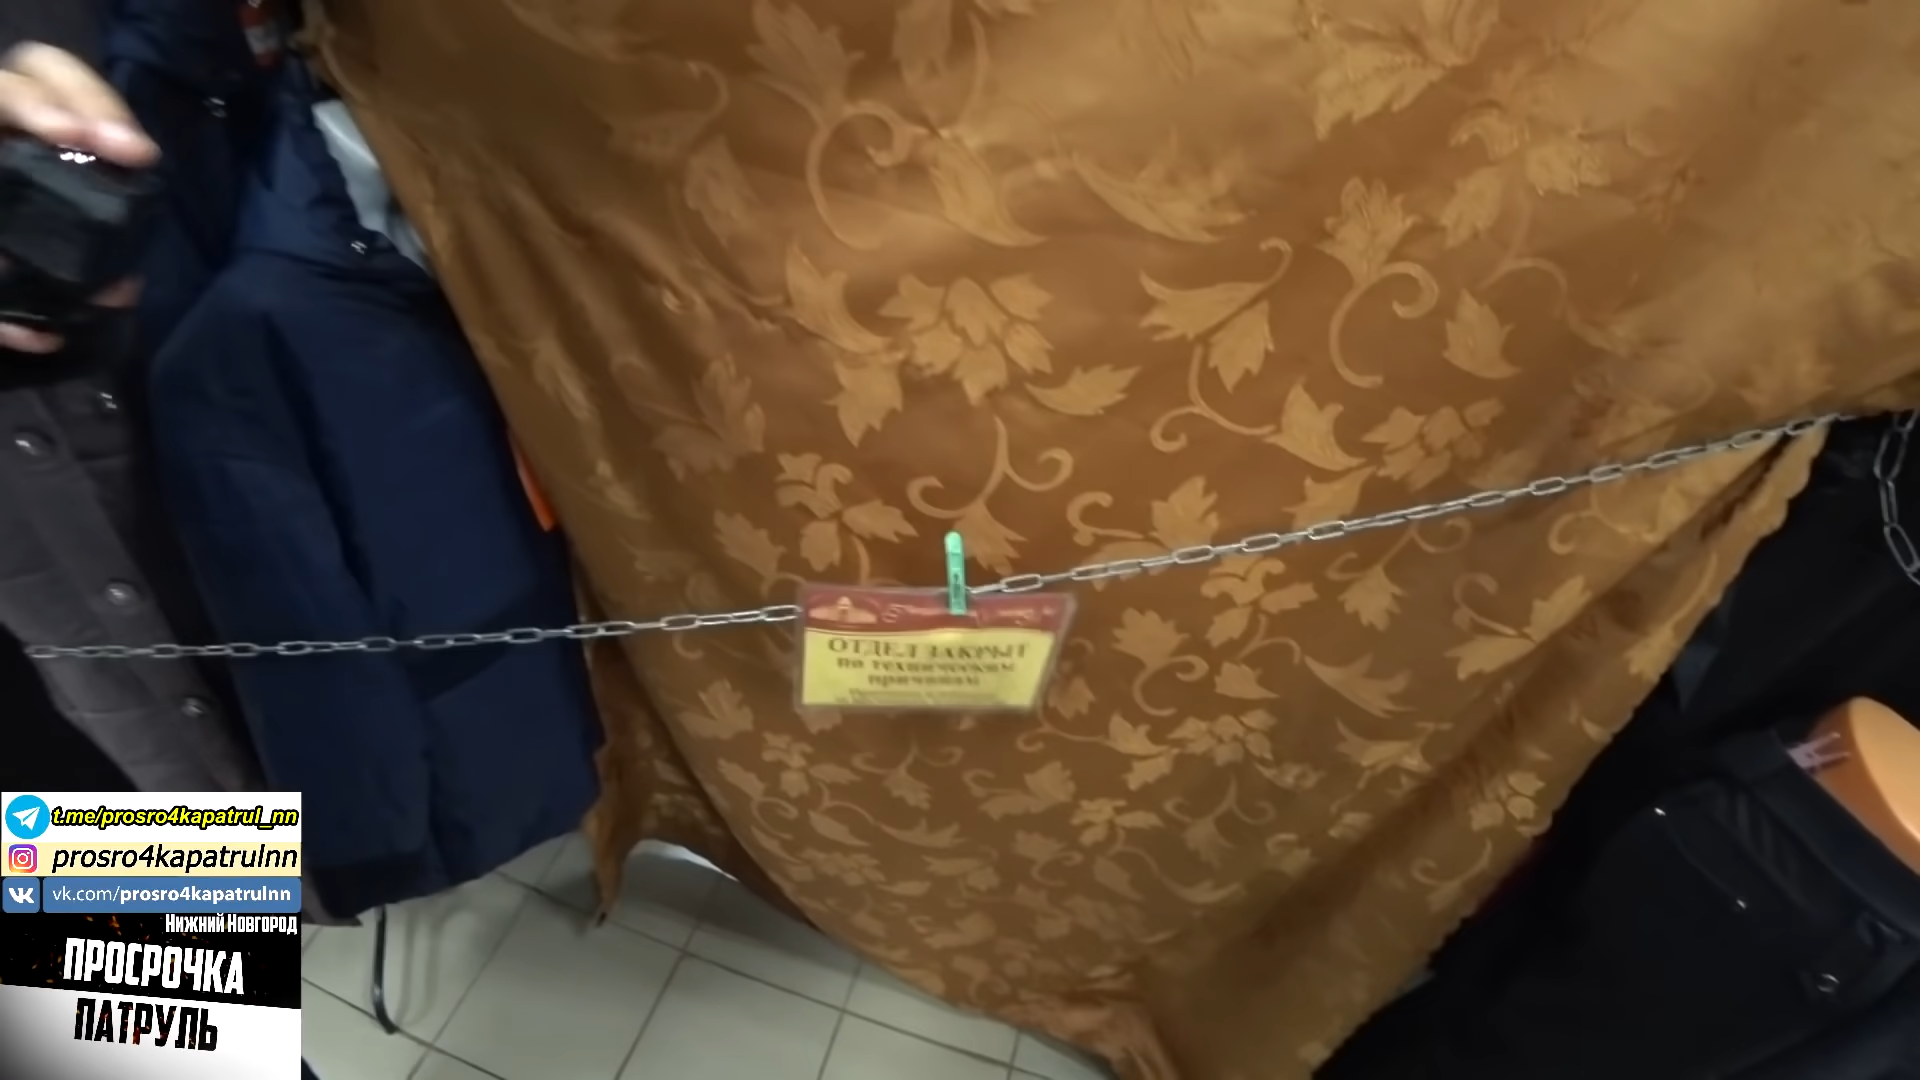 ОТДЕЛ ЗАКРЫТ
по техническим
причинам
t.me/prosro4kapatrul_nn
prosro4kapatrulnn
vk.com/prosro4kapatrulnn
НИЖНИЙ НОВГОРОД
ПРОСРОЧКА
ПАТРУЛЬ